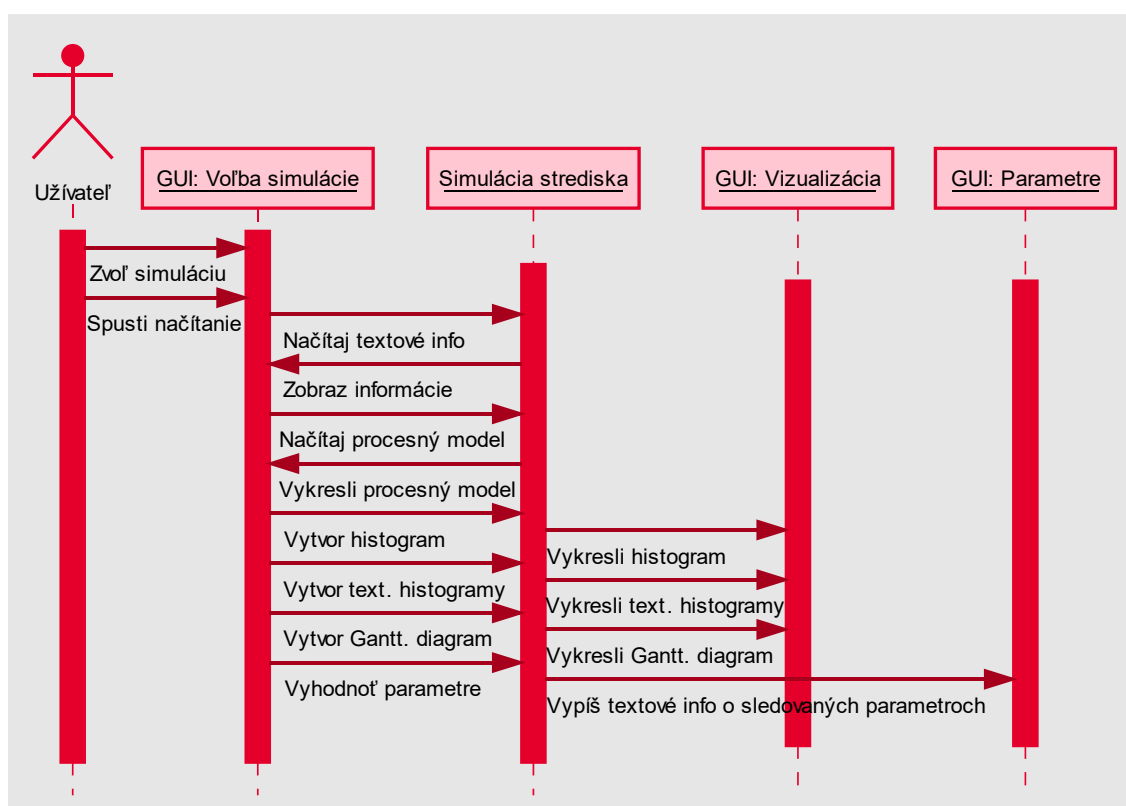 Užívateľ
GUI: Voľba simulácie
Simulácia strediska
GUI: Vizualizácia
GUI: Parametre
Zvoľ simuláciu
Spusti načítanie
Načítaj textové info
Zobraz informácie
Načítaj procesný model
Vykresli procesný model
Vytvor histogram
Vykresli histogram
Vytvor text. histogramy
Vykresli text. histogramy
Vytvor Gantt. diagram
Vykresli Gantt. diagram
Vyhodnoť parametre
Vypíš textové info o sledovaných parametroch